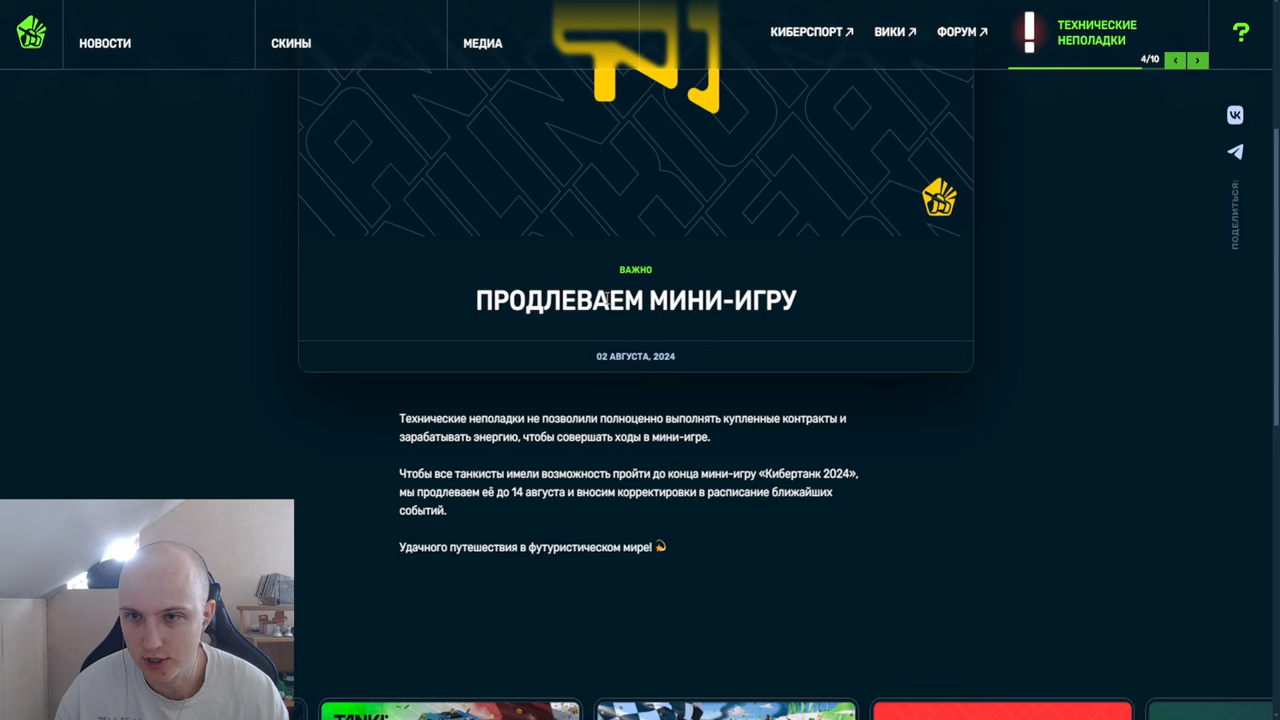 НОВОСТИ
СКИНЫ
МЕДИА
КИБЕРСПОРТ
ВИКИ
ФОРУМ
ТЕХНИЧЕСКИЕ
НЕПОЛАДКИ
4/10
ПОДЕЛИТЬСЯ:
ВАЖНО
ПРОДЛЕВАЕМ МИНИ-ИГРУ
02 АВГУСТА, 2024
Технические неполадки не позволили полноценно выполнять купленные контракты и
зарабатывать энергию, чтобы совершать ходы в мини-игре.
Чтобы все танкисты имели возможность пройти до конца мини-игру «Кибертанк 2024»,
мы продлеваем её до 14 августа и вносим корректировки в расписание ближайших
событий.
Удачного путешествия в футуристическом мире!